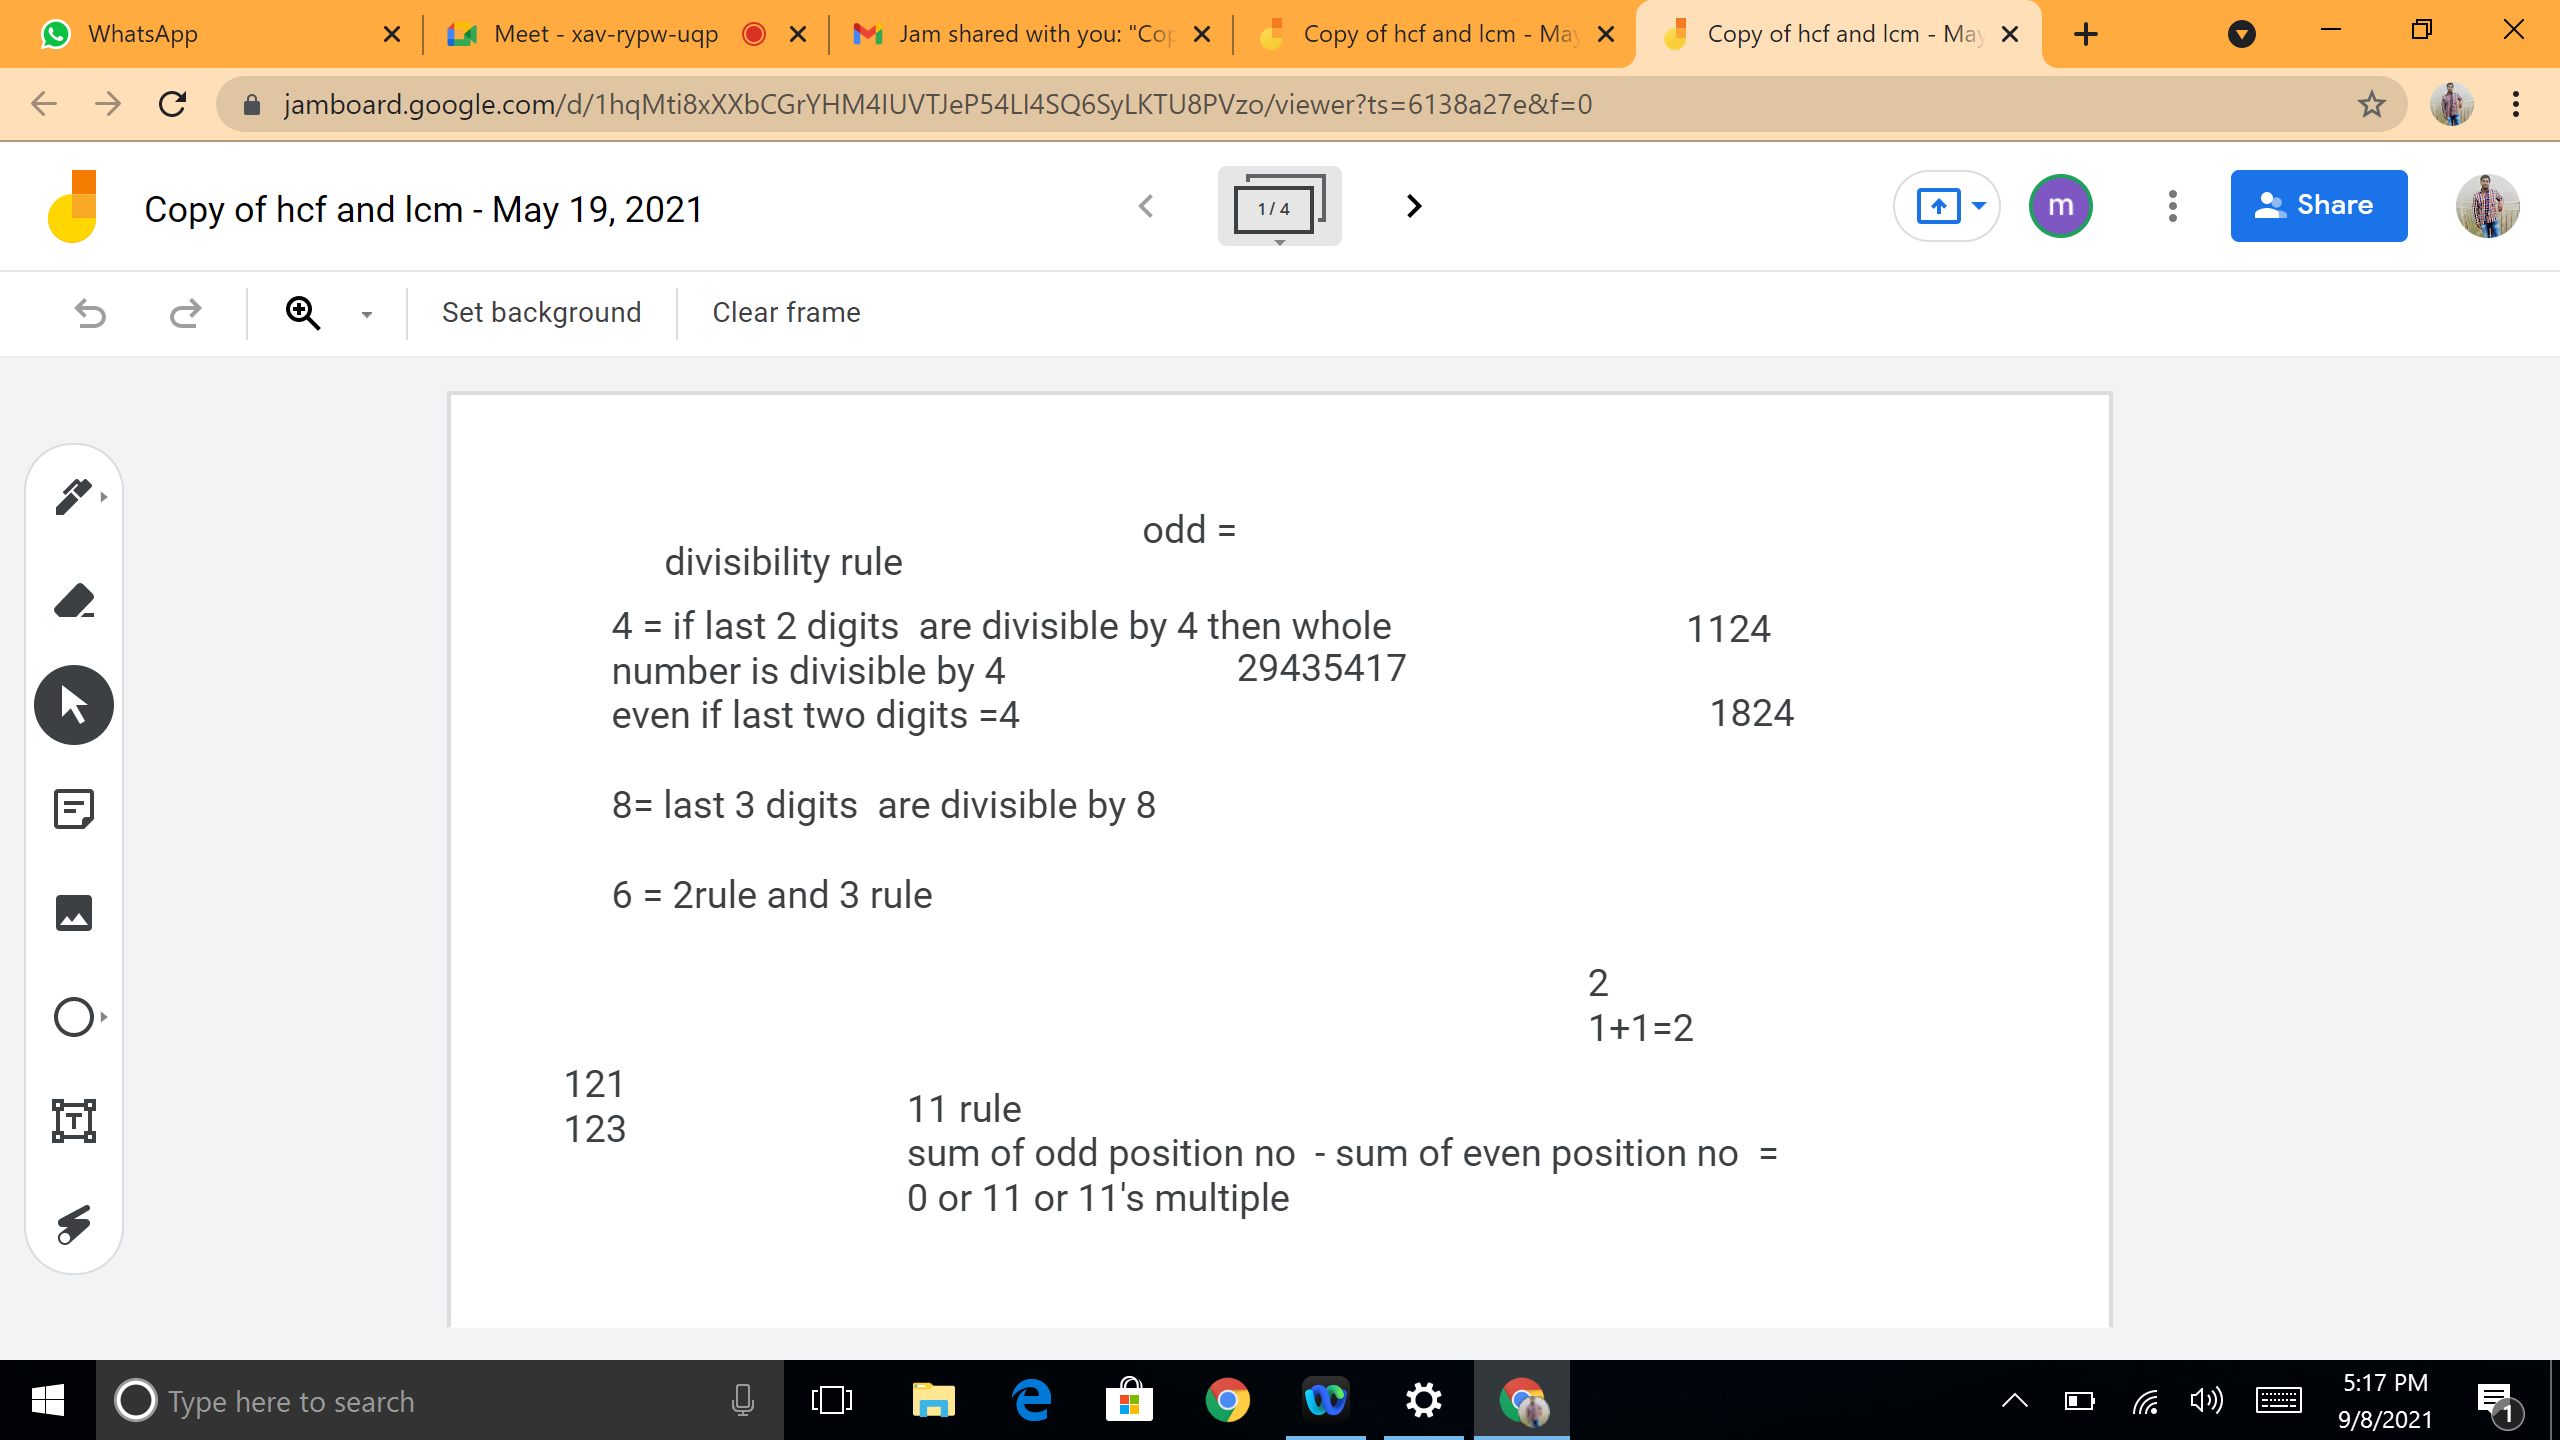 WhatsApp
Meet - xav-rypw-uqp
Jam shared with you: "Cop
Copy of hcf and lcm - May
Copy of hcf and lcm - May
jamboard.google.com/d/1hqMti8xXXbCGrYHM4IUVTJeP54LI4SQ6SyLKTU8PVzo/viewer?ts=6138a27e&f=0
Copy of hcf and lcm - May 19, 2021
1 / 4
m
Share
Set background
Clear frame
odd =
divisibility rule
4 = if last 2 digits  are divisible by 4 then whole
number is divisible by 4
even if last two digits =4
29435417
1124
1824
8= last 3 digits  are divisible by 8
6 = 2rule and 3 rule
2
1+1=2
121
123
11 rule
sum of odd position no  - sum of even position no  =
0 or 11 or 11's multiple
Type here to search
5:17 PM
9/8/2021
1